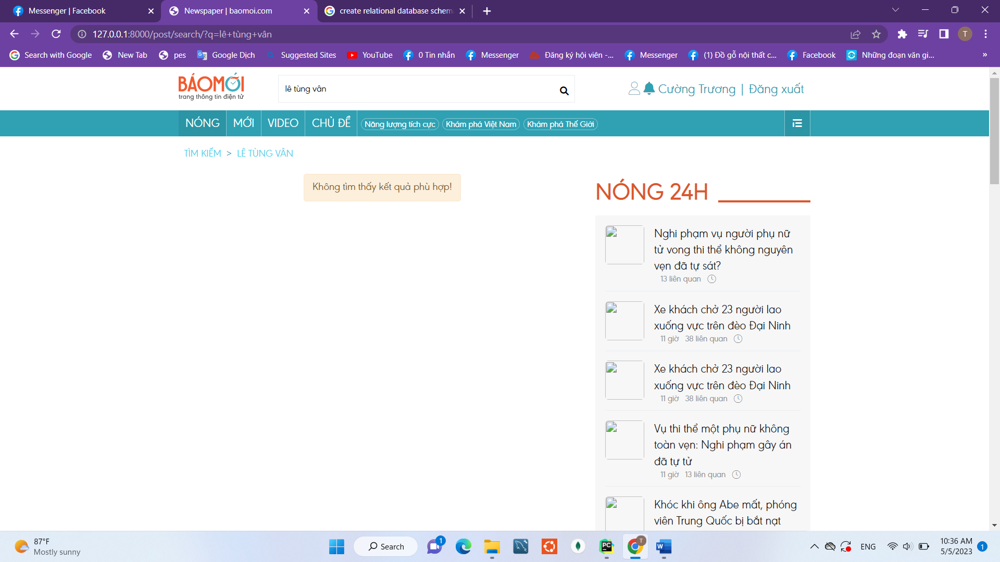 Messenger | Facebook
Newspaper | baomoi.com
create relational database schem
127.0.0.1:8000/post/search/?q=lê+tùng+vân
T
Search with Google
New Tab
pes
Google Dịch
Suggested Sites
YouTube
0 Tin nhắn
Messenger
Đăng ký hội viên -...
Messenger
(1) Đồ gỗ nội thất c...
Facebook
Những đoạn văn gi...
»
BÁOMỚI
trang thông tin điện tử
lê tùng vân
Cường Trương | Đăng xuất
NÓNG
MỚI
VIDEO
CHỦ ĐỀ
Năng lượng tích cực
Khám phá Việt Nam
Khám phá Thế Giới
TÌM KIẾM > LÊ TÙNG VÂN
Không tìm thấy kết quả phù hợp!
NÓNG 24H
Nghi phạm vụ người phụ nữ
tử vong thi thể không nguyên
vẹn đã tự sát?
13 liên quan
Xe khách chở 23 người lao
xuống vực trên đèo Đại Ninh
11 giờ 38 liên quan
Xe khách chở 23 người lao
xuống vực trên đèo Đại Ninh
11 giờ 38 liên quan
Vụ thi thể một phụ nữ không
toàn vẹn: Nghi phạm gây án
đã tự tử
11 giờ 13 liên quan
Khóc khi ông Abe mất, phóng
viên Trung Quốc bị bắt nạt
87°F
Mostly sunny
Search
1
PC
T
W
ENG
10:36 AM
5/5/2023
1